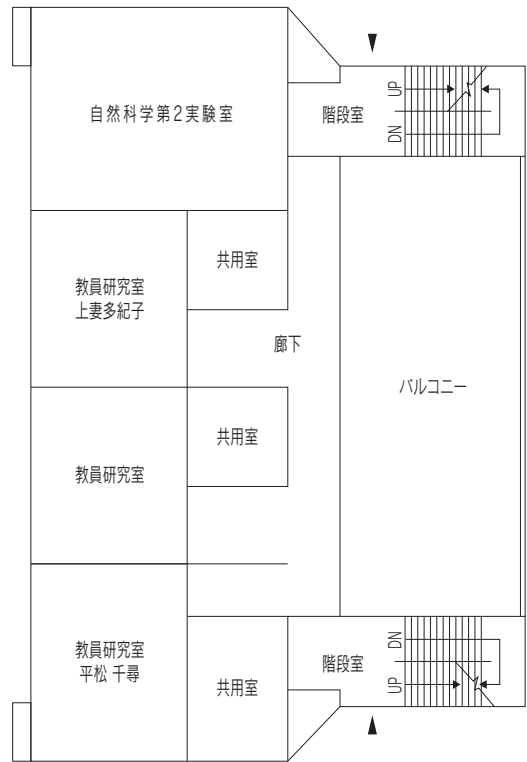 自然科学第2実験室
階段室
UP
DN
教員研究室
上妻多紀子
共用室
廊下
バルコニー
教員研究室
共用室
教員研究室
平松 千尋
共用室
階段室
DN
UP